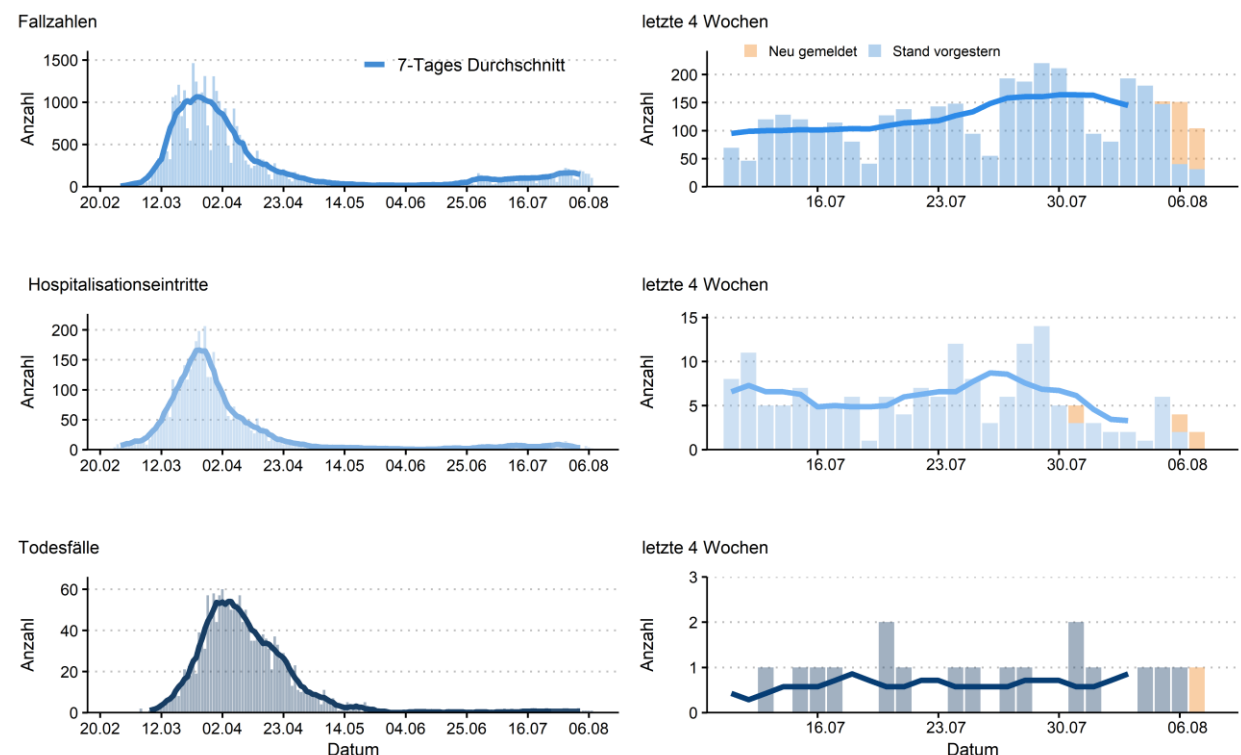 Fallzahlen
Anzahl
1500
1000
500
0
7-Tages Durchschnitt
20.02 12.03 02.04 23.04 14.05 04.06 25.06 16.07 06.08
letzte 4 Wochen
Neu gemeldet Stand vorgestern
Anzahl
200
150
100
50
0
16.07 23.07 30.07 06.08
Hospitalisationseintritte
Anzahl
200
150
100
50
0
20.02 12.03 02.04 23.04 14.05 04.06 25.06 16.07 06.08
letzte 4 Wochen
Anzahl
15
10
5
0
16.07 23.07 30.07 06.08
Todesfälle
Anzahl
60
40
20
0
20.02 12.03 02.04 23.04 14.05 04.06 25.06 16.07 06.08
Datum
letzte 4 Wochen
Anzahl
3
2
1
0
16.07 23.07 30.07 06.08
Datum